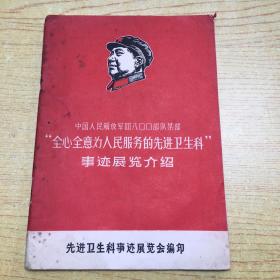 中国人民解放军三四八〇〇部队某部
“全心全意为人民服务的先进卫生科”
事迹展览介绍
先进卫生科事迹展览会编印